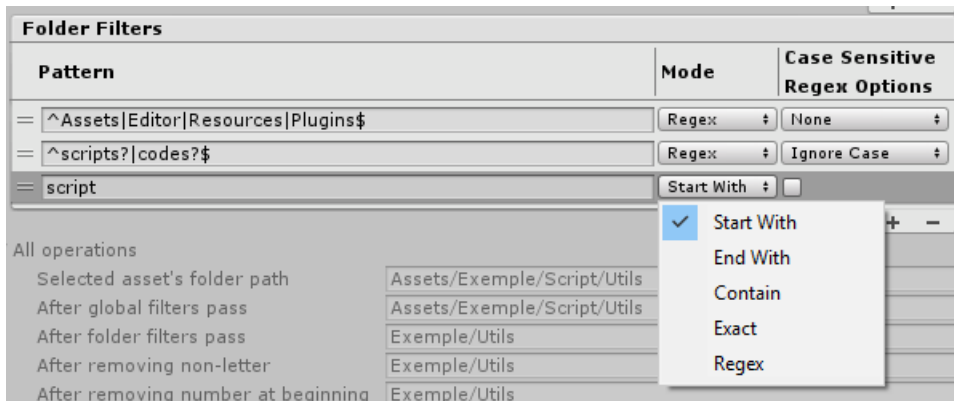 Folder Filters
Pattern Mode Case Sensitive Regex Options
^Assets|Editor|Resources|Plugins$ Regex None
^scripts?|codes?$ Regex Ignore Case
script Start With
Start With
End With
Contain
Exact
Regex
+ −
All operations
Selected asset's folder path Assets/Exemple/Script/Utils
After global filters pass Assets/Exemple/Script/Utils
After folder filters pass Exemple/Utils
After removing non-letter Exemple/Utils
After removing number at beginning Exemple/Utils